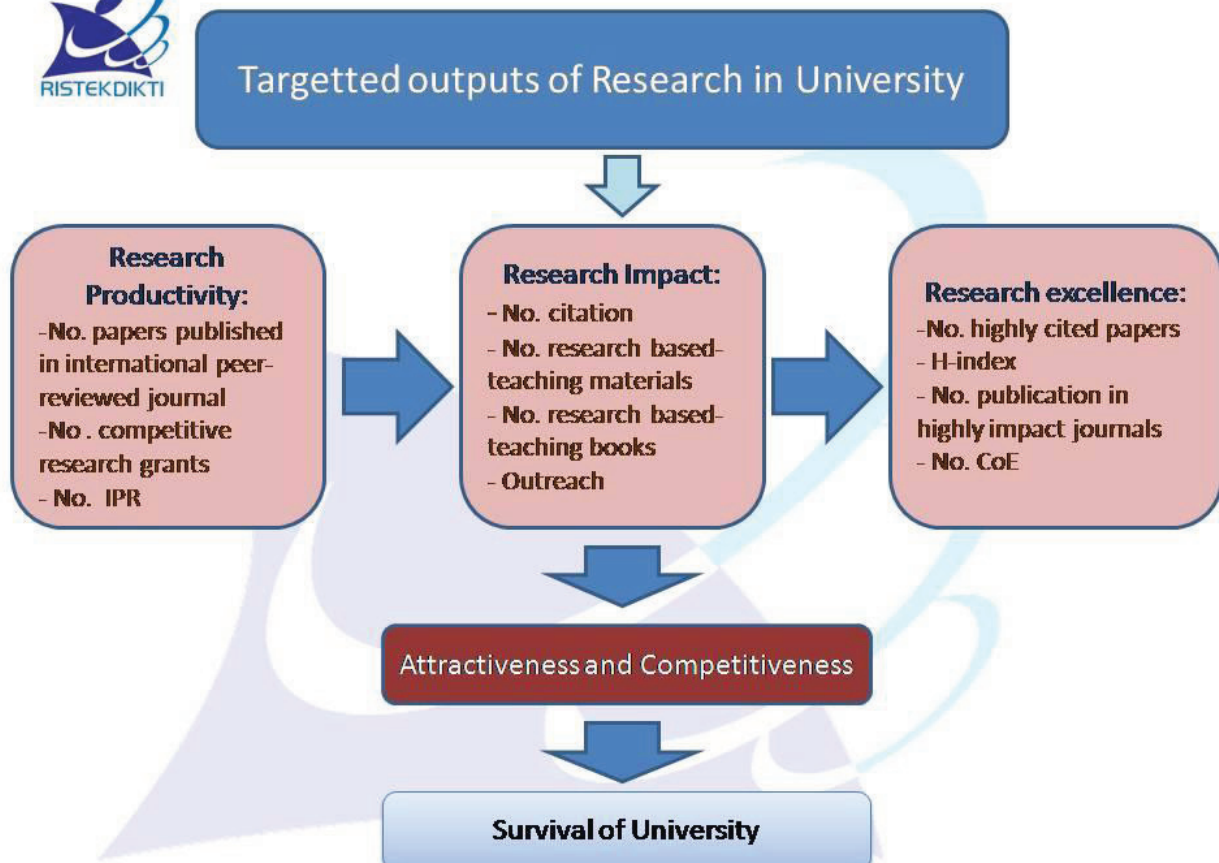 RISTEKDIKTI
Targetted outputs of Research in University
Research
Productivity:
-No. papers published
in international peer-
reviewed journal
-No . competitive
research grants
- No. IPR
Research Impact:
- No. citation
- No. research based-
teaching materials
- No. research based-
teaching books
- Outreach
Research excellence:
-No. highly cited papers
- H-index
- No. publication in
highly impact journals
- No. CoE
Attractiveness and Competitiveness
Survival of University